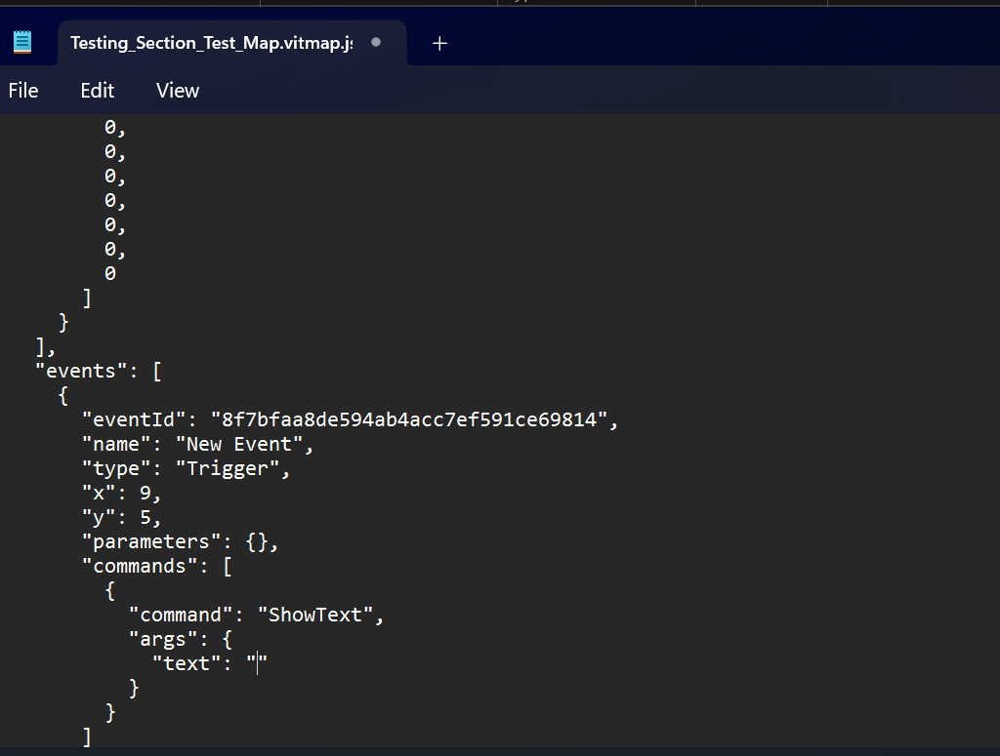 Testing_Section_Test_Map.vitmap.js
File Edit View
0,
0,
0,
0,
0,
0,
0
]
}
],
"events": [
{
"eventId": "8f7bfaa8de594ab4acc7ef591ce69814",
"name": "New Event",
"type": "Trigger",
"x": 9,
"y": 5,
"parameters": {},
"commands": [
{
"command": "ShowText",
"args": {
"text": ""
}
}
]